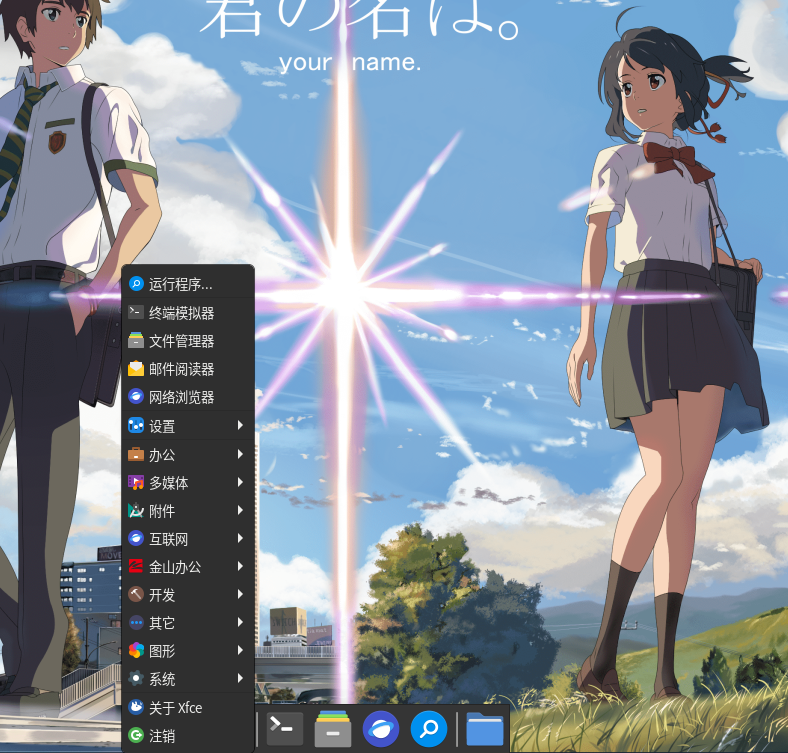 君の名は。
your name.
运行程序...
终端模拟器
文件管理器
邮件阅读器
网络浏览器
设置
办公
多媒体
附件
互联网
金山办公
开发
其它
图形
系统
关于 Xfce
注销